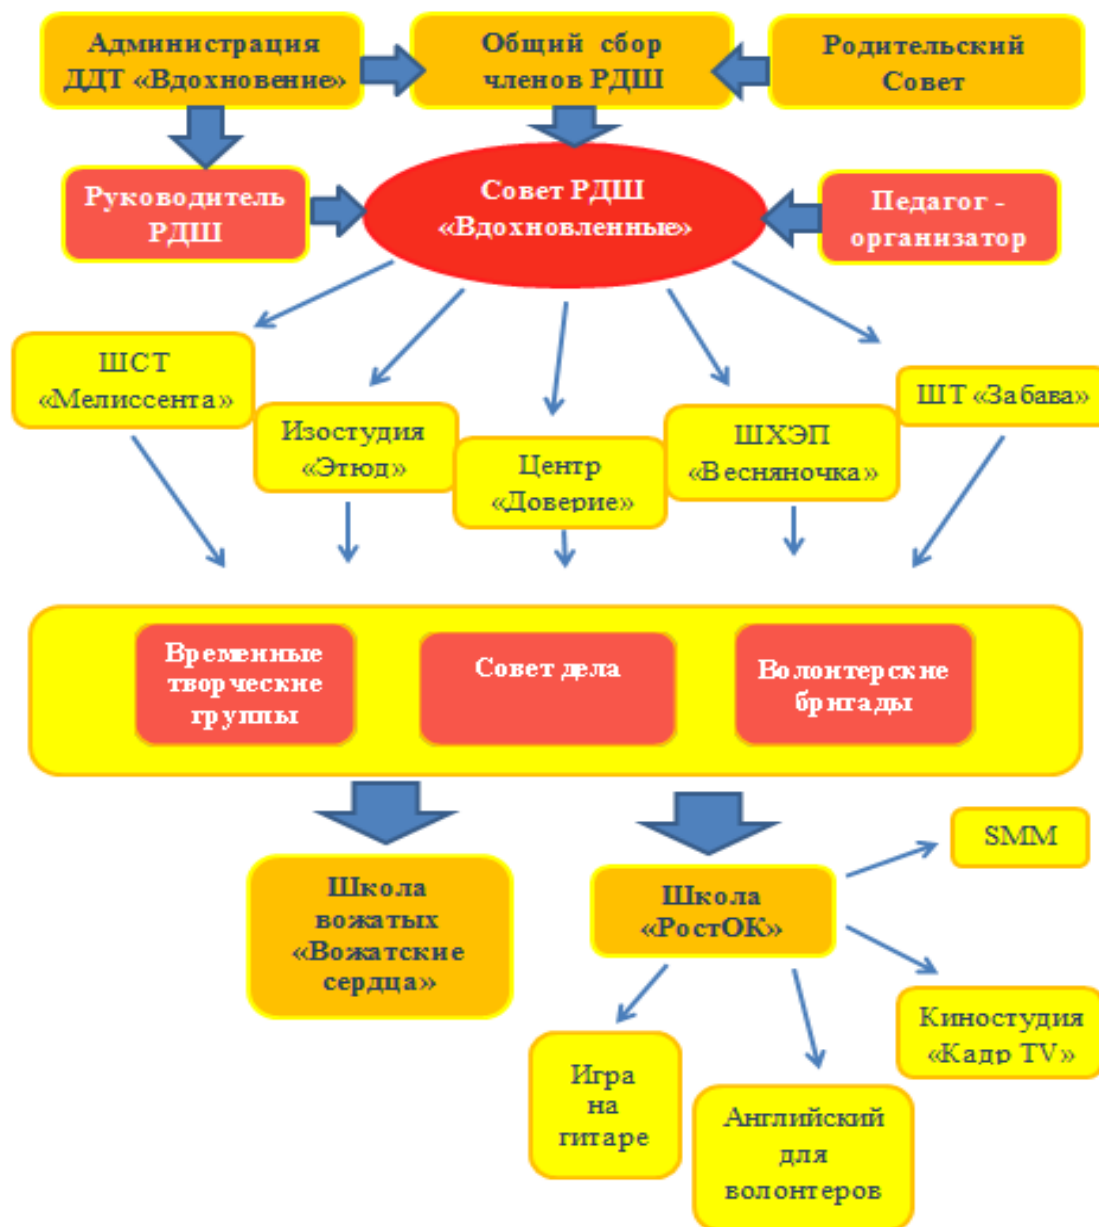 Администрация
ДДТ «Вдохновение»
Общий сбор
членов РДШ
Родительский
Совет
Руководитель
РДШ
Совет РДШ
«Вдохновленные»
Педагог -
организатор
ШСТ
«Мелиссента»
Изостудия
«Этюд»
Центр
«Доверие»
ШХЭП
«Весняночка»
ШТ «Забава»
Временные
творческие
группы
Совет дела
Волонтерские
бригады
Школа
вожатых
«Вожатские
сердца»
Школа
«РостОК»
SMM
Киностудия
«Кадр TV»
Игра
на
гитаре
Английский
для
волонтеров